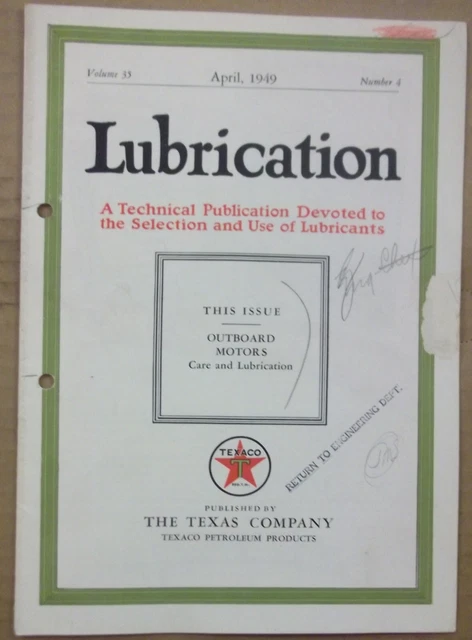 Volume 35
April, 1949
Number 4
Lubrication
A Technical Publication Devoted to
the Selection and Use of Lubricants
THIS ISSUE
OUTBOARD
MOTORS
Care and Lubrication
RETURN TO ENGINEERING DEPT.
TEXACO
T
THE TEXAS COMPANY
PUBLISHED BY
TEXACO PETROLEUM PRODUCTS